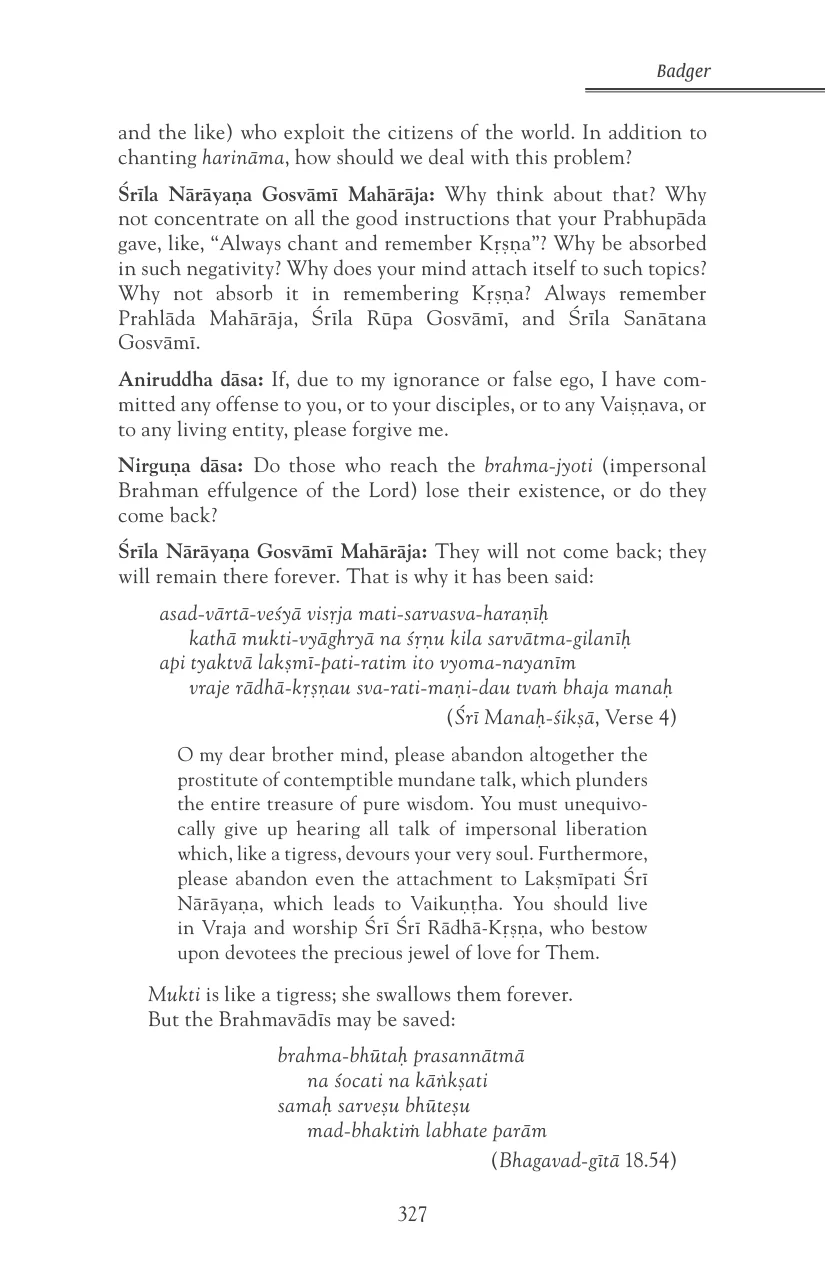 Badger
and the like) who exploit the citizens of the world. In addition to
chanting harināma, how should we deal with this problem?
Śrīla Nārāyaṇa Gosvāmī Mahārāja: Why think about that? Why
not concentrate on all the good instructions that your Prabhupāda
gave, like, “Always chant and remember Kṛṣṇa”? Why be absorbed
in such negativity? Why does your mind attach itself to such topics?
Why not absorb it in remembering Kṛṣṇa? Always remember
Prahlāda Mahārāja, Śrīla Rūpa Gosvāmī, and Śrīla Sanātana
Gosvāmī.
Aniruddha dāsa: If, due to my ignorance or false ego, I have com-
mitted any offense to you, or to your disciples, or to any Vaiṣṇava, or
to any living entity, please forgive me.
Nirguṇa dāsa: Do those who reach the brahma-jyoti (impersonal
Brahman effulgence of the Lord) lose their existence, or do they
come back?
Śrīla Nārāyaṇa Gosvāmī Mahārāja: They will not come back; they
will remain there forever. That is why it has been said:
asad-vārtā-veśyā visṛja mati-sarvasva-haraṇīḥ
kathā mukti-vyāghryā na śṛṇu kila sarvātma-gilanīḥ
api tyaktvā lakṣmī-pati-ratim ito vyoma-nayanīm
vraje rādhā-kṛṣṇau sva-rati-maṇi-dau tvaṁ bhaja manaḥ
(Śrī Manaḥ-śikṣā, Verse 4)
O my dear brother mind, please abandon altogether the
prostitute of contemptible mundane talk, which plunders
the entire treasure of pure wisdom. You must unequivo-
cally give up hearing all talk of impersonal liberation
which, like a tigress, devours your very soul. Furthermore,
please abandon even the attachment to Lakṣmīpati Śrī
Nārāyaṇa, which leads to Vaikuṇṭha. You should live
in Vraja and worship Śrī Śrī Rādhā-Kṛṣṇa, who bestow
upon devotees the precious jewel of love for Them.
Mukti is like a tigress; she swallows them forever.
But the Brahmavādīs may be saved:
brahma-bhūtaḥ prasannātmā
na śocati na kāṅkṣati
samaḥ sarveṣu bhūteṣu
mad-bhaktiṁ labhate parām
(Bhagavad-gītā 18.54)
327